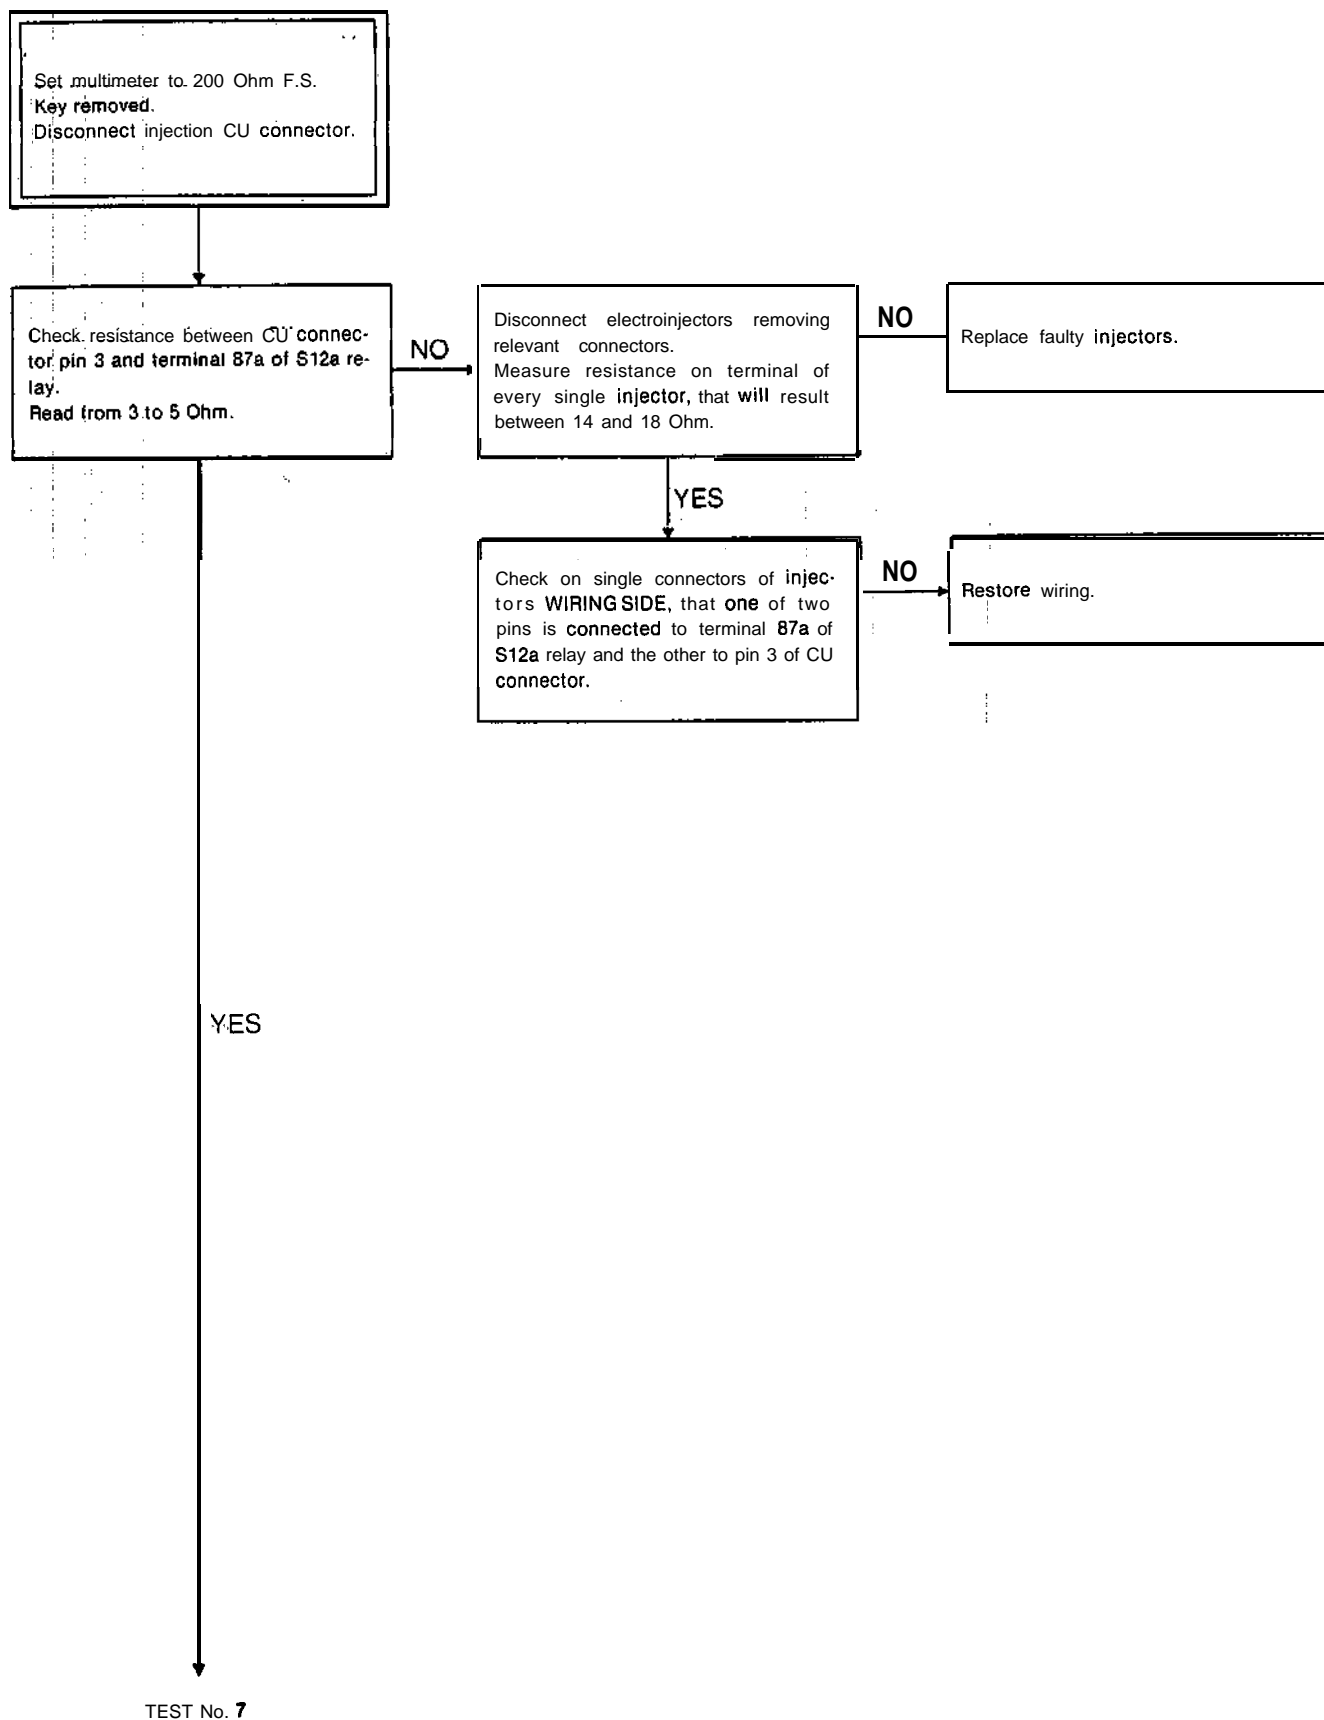 Set multimeter to 200 Ohm F.S.
Key removed.
Disconnect injection CU connector.
Check resistance between CU connec-
tor pin 3 and terminal 87a of S12a re-
lay.
Read from 3 to 5 Ohm.
NO
Disconnect electroinjectors removing
relevant connectors.
Measure resistance on terminal of
every single injector, that will result
between 14 and 18 Ohm.
NO
Replace faulty injectors.
YES
Check on single connectors of injec-
tors WIRING SIDE, that one of two
pins is connected to terminal 87a of
S12a relay and the other to pin 3 of CU
connector.
NO
Restore wiring.
YES
TEST No. 7